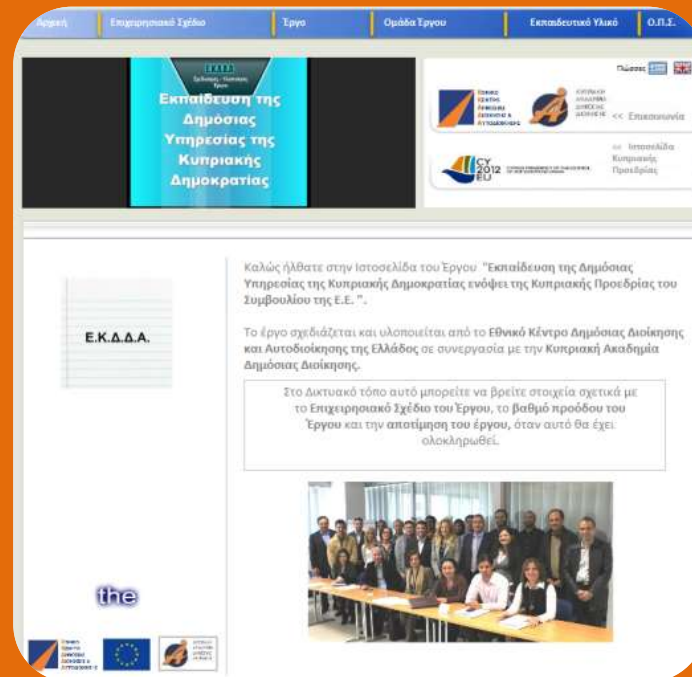 Αρχική
Επιχειρησιακό Σχέδιο
Έργο
Ομάδα Έργου
Εκπαιδευτικό Υλικό
Ο.Π.Σ.
Ε Κ Δ Δ Α
Εκπαίδευση της
Δημόσιας
Υπηρεσίας της
Κυπριακής
Δημοκρατίας
Γλώσσες
<< Επικοινωνία
CY
2012
EU
<< Ιστοσελίδα
Κυπριακής
Προεδρίας
Καλώς ήλθατε στην Ιστοσελίδα του Έργου "Εκπαίδευση της Δημόσιας
Υπηρεσίας της Κυπριακής Δημοκρατίας ενόψει της Κυπριακής Προεδρίας του
Συμβουλίου της Ε.Ε. ".
Ε.Κ.Δ.Δ.Α.
Το έργο σχεδιάζεται και υλοποιείται από το Εθνικό Κέντρο Δημόσιας Διοίκησης
και Αυτοδιοίκησης της Ελλάδος σε συνεργασία με την Κυπριακή Ακαδημία
Δημόσιας Διοίκησης.
Στο Δικτυακό τόπο αυτό μπορείτε να βρείτε στοιχεία σχετικά με
το Επιχειρησιακό Σχέδιο του Έργου, το βαθμό προόδου του
Έργου και την αποτίμηση του έργου, όταν αυτό θα έχει
ολοκληρωθεί.
the